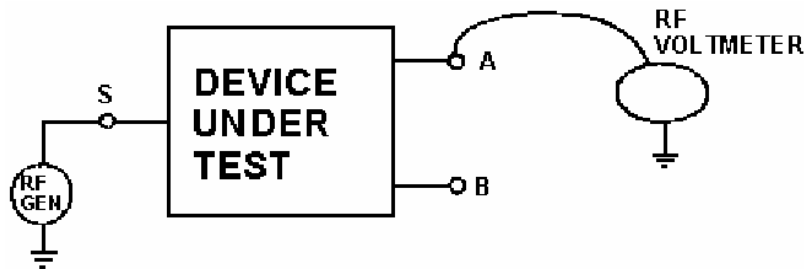 RF
VOLTMETER
A
S
DEVICE
UNDER
TEST
B
RF
GEN